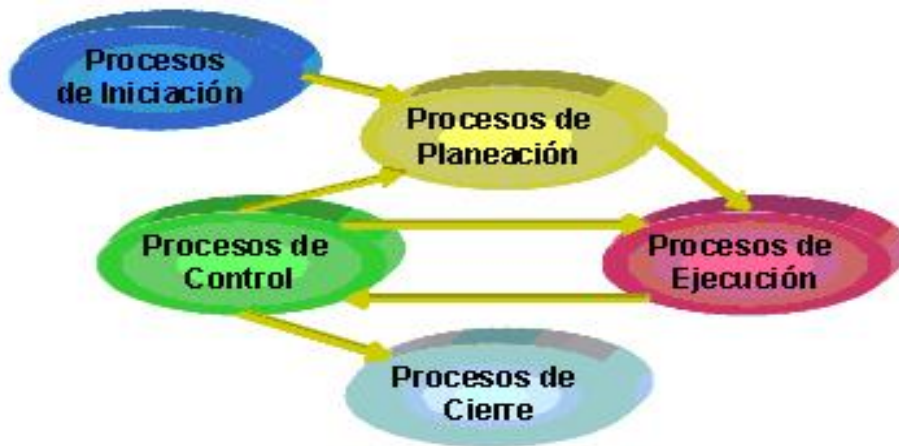 Procesos
de Iniciación
Procesos de
Planeación
Procesos de
Control
Procesos de
Ejecución
Procesos de
Cierre